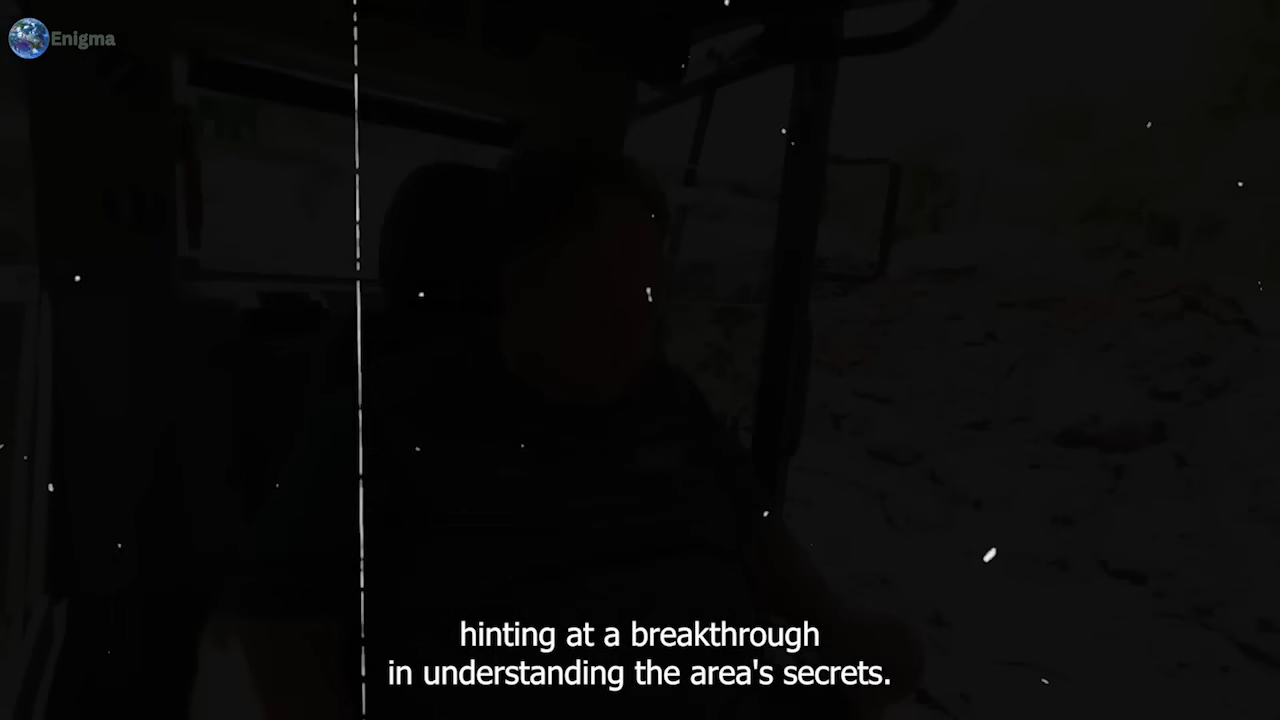 Enigma
hinting at a breakthrough
in understanding the area's secrets.